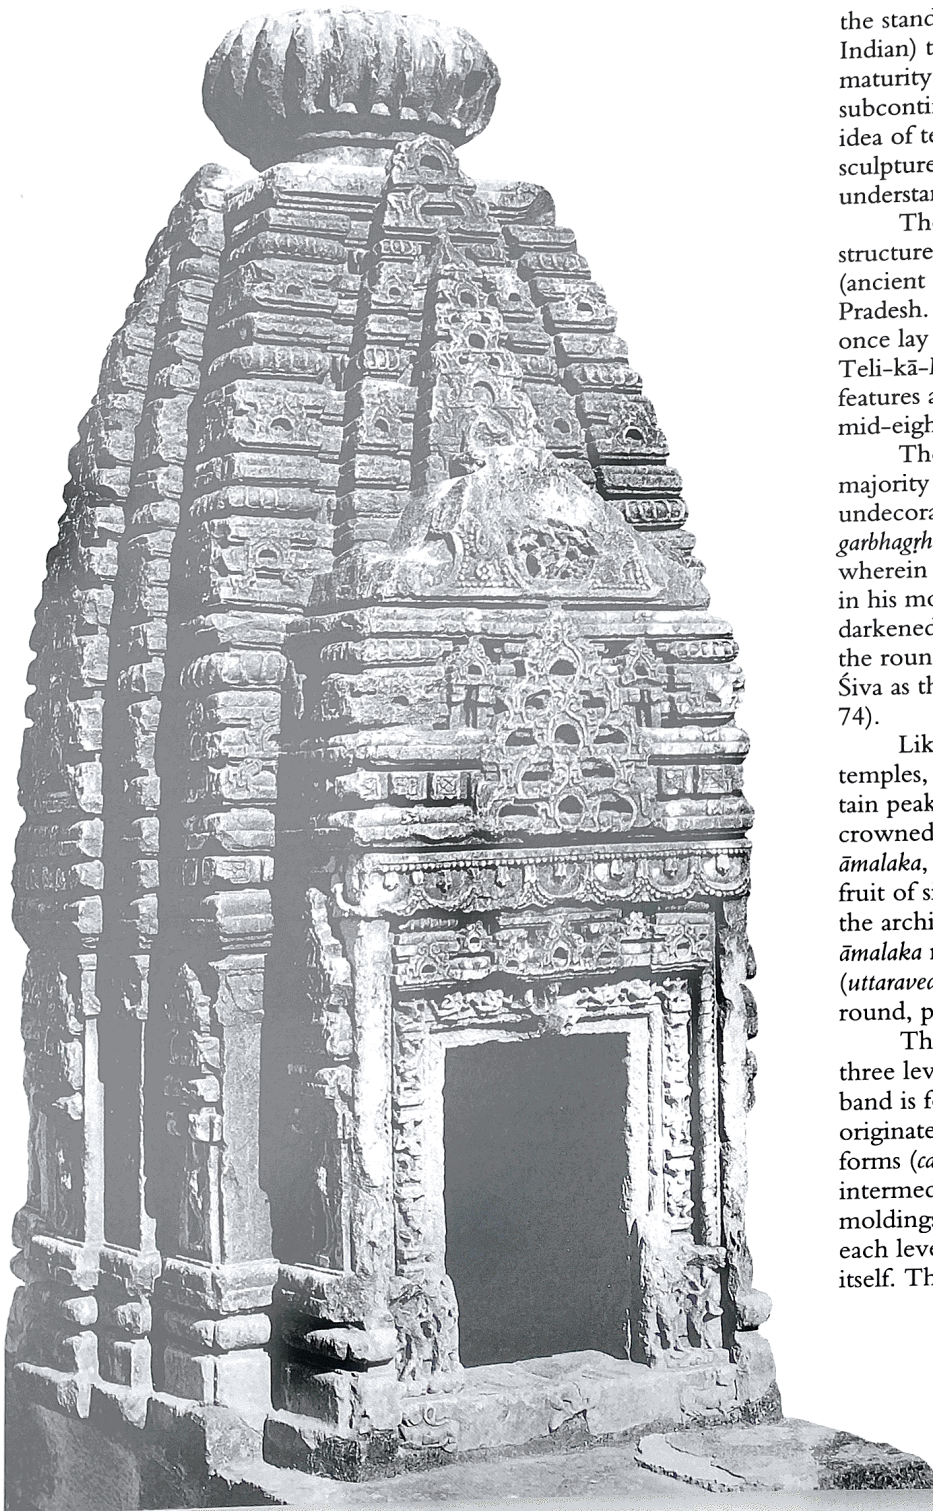 the stand
Indian) t
maturity
subconti
idea of te
sculpture
understa
The
structure
(ancient
Pradesh.
once lay
Teli-kā-
features a
mid-eigh
The
majority
undecora
garbhagṛh
wherein
in his mo
darkened
the roun
Śiva as th
74).
Lik
temples,
tain peak
crowned
āmalaka,
fruit of si
the archi
āmalaka
(uttaraved
round, p
Th
three lev
band is f
originate
forms (ca
intermed
moldings
each leve
itself. Th